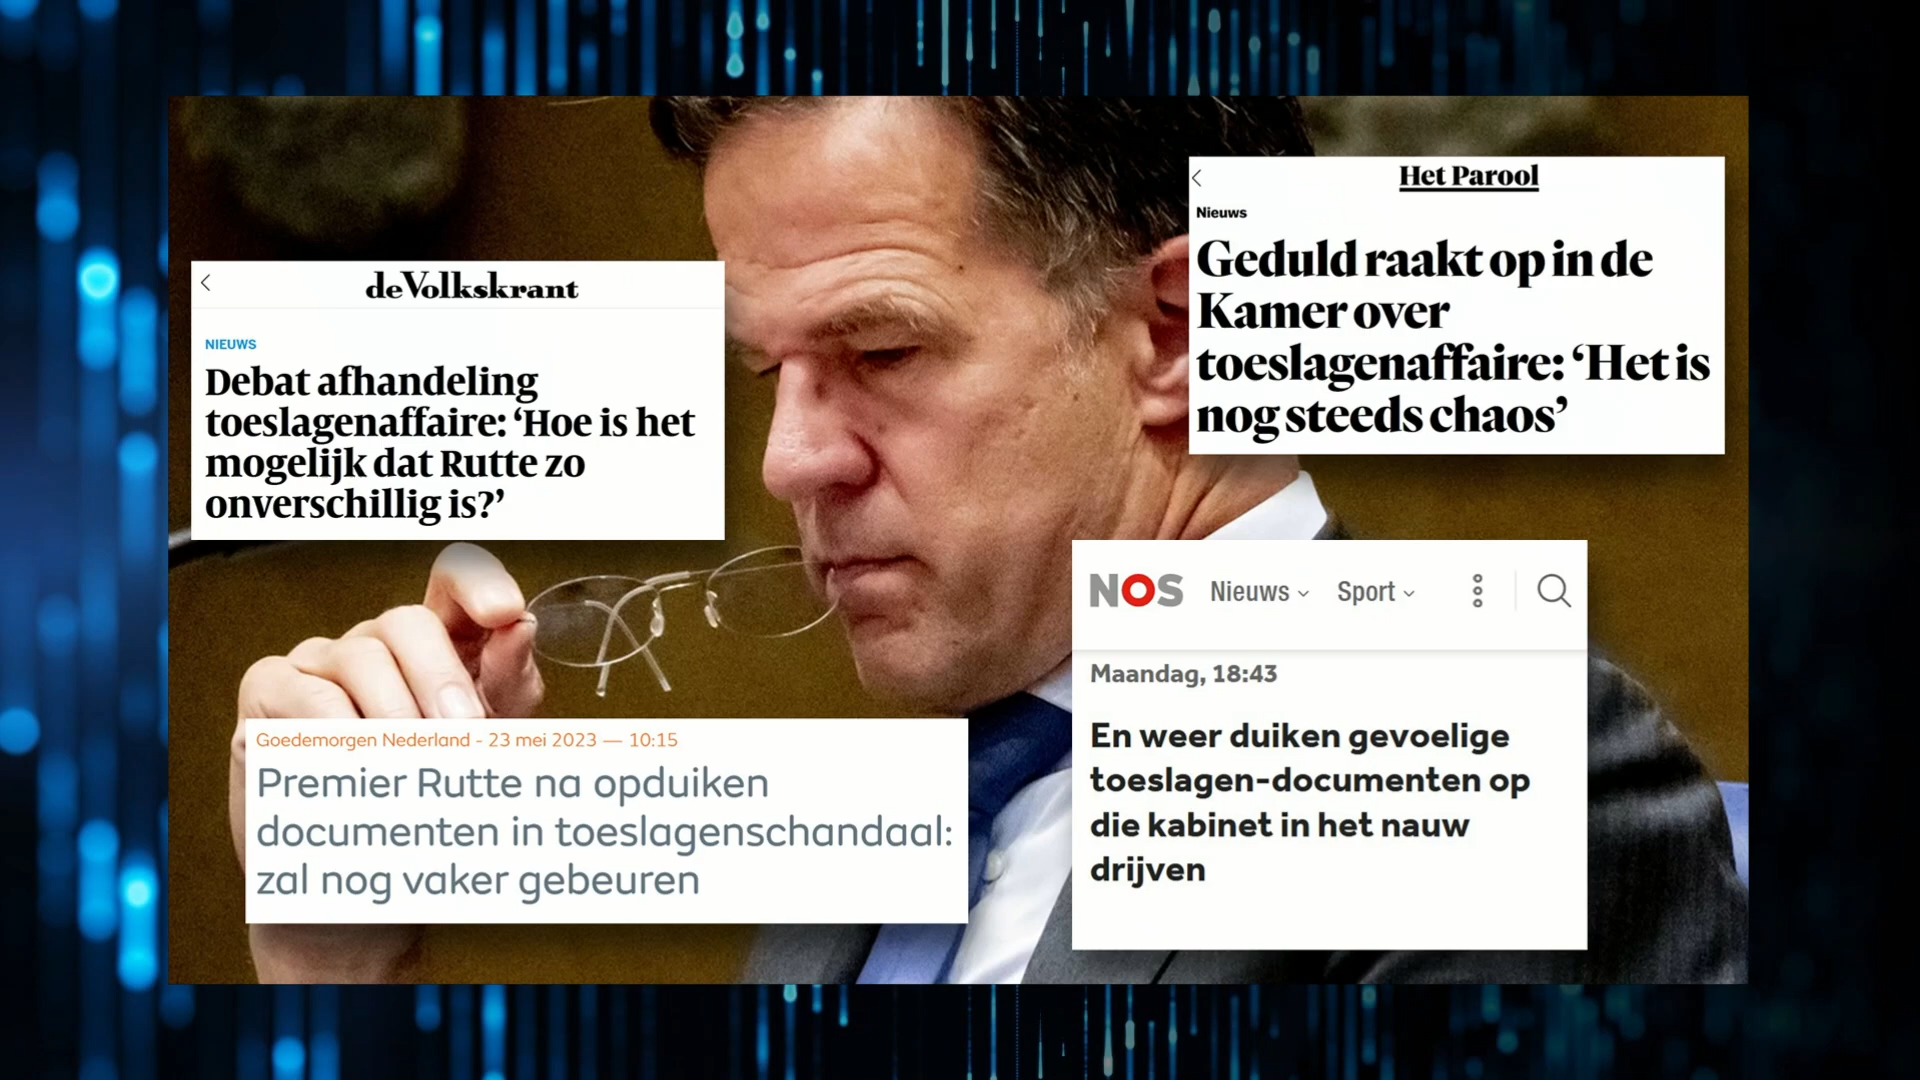 deVolkskrant
NIEUWS
Debat afhandeling
toeslagenaffaire: ‘Hoe is het
mogelijk dat Rutte zo
onverschillig is?’
Het Parool
Nieuws
Geduld raakt op in de
Kamer over
toeslagenaffaire: ‘Het is
nog steeds chaos’
Goedemorgen Nederland - 23 mei 2023 — 10:15
Premier Rutte na opduiken
documenten in toeslagenschandaal:
zal nog vaker gebeuren
NOS Nieuws Sport
Maandag, 18:43
En weer duiken gevoelige
toeslagen-documenten op
die kabinet in het nauw
drijven